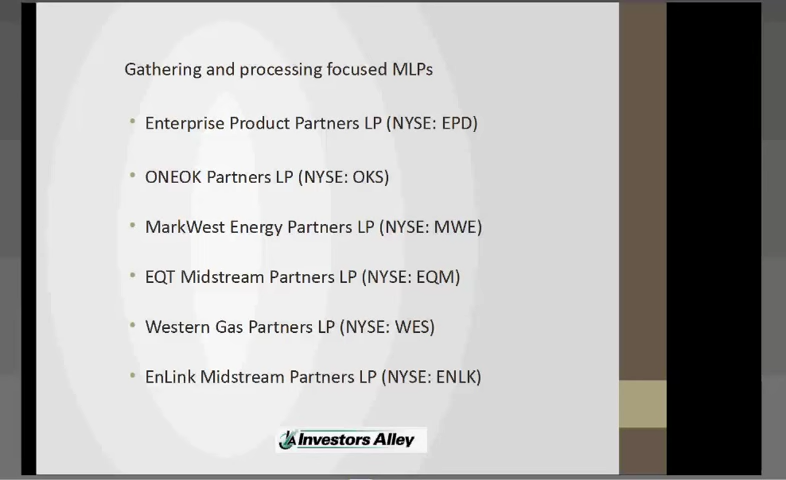 Gathering and processing focused MLPs
• Enterprise Product Partners LP (NYSE: EPD)
• ONEOK Partners LP (NYSE: OKS)
• MarkWest Energy Partners LP (NYSE: MWE)
• EQT Midstream Partners LP (NYSE: EQM)
• Western Gas Partners LP (NYSE: WES)
• EnLink Midstream Partners LP (NYSE: ENLK)
Investors Alley